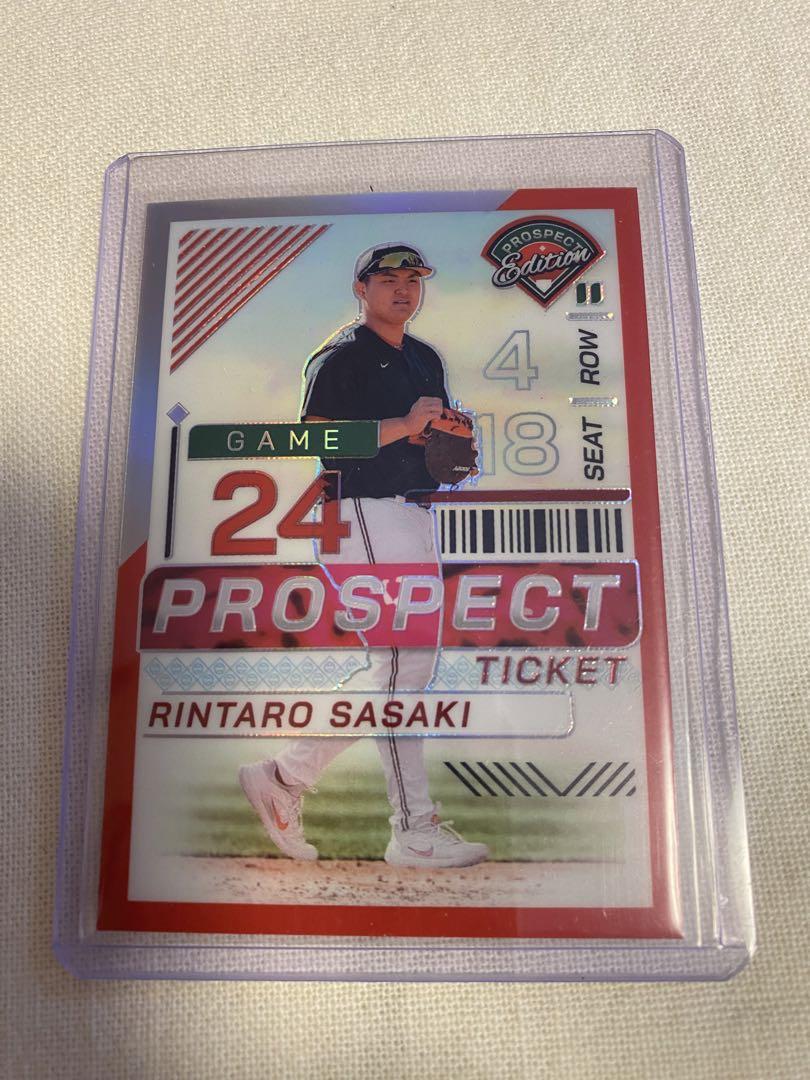 PROSPECT
Edition
4 ROW
18 SEAT
GAME
24
PROSPECT
TICKET
RINTARO SASAKI